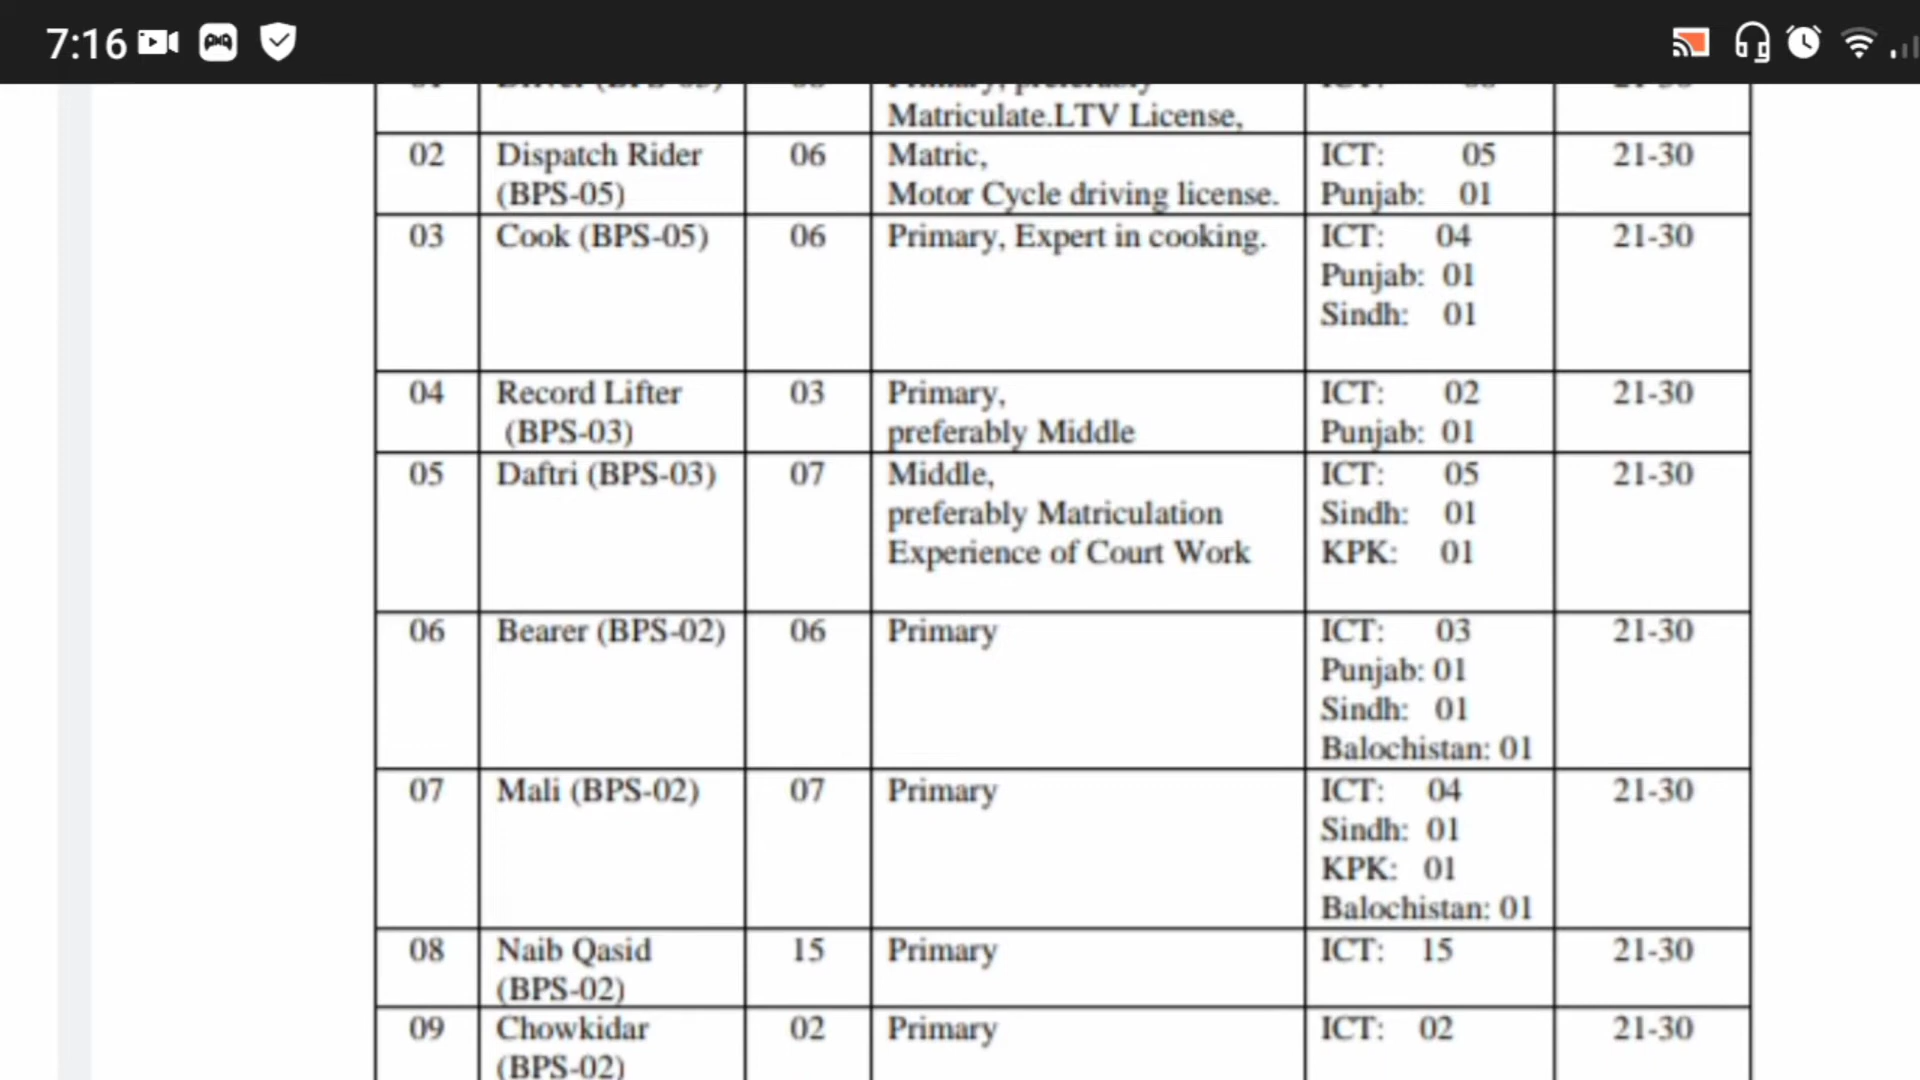 7:16
Matriculate.LTV License,
02 Dispatch Rider 06 Matric, ICT: 05 21-30
(BPS-05) Motor Cycle driving license. Punjab: 01
03 Cook (BPS-05) 06 Primary, Expert in cooking. ICT: 04 21-30
Punjab: 01
Sindh: 01
04 Record Lifter 03 Primary, ICT: 02 21-30
(BPS-03) preferably Middle Punjab: 01
05 Daftri (BPS-03) 07 Middle, ICT: 05 21-30
preferably Matriculation Sindh: 01
Experience of Court Work KPK: 01
06 Bearer (BPS-02) 06 Primary ICT: 03 21-30
Punjab: 01
Sindh: 01
Balochistan: 01
07 Mali (BPS-02) 07 Primary ICT: 04 21-30
Sindh: 01
KPK: 01
Balochistan: 01
08 Naib Qasid 15 Primary ICT: 15 21-30
(BPS-02)
09 Chowkidar 02 Primary ICT: 02 21-30
(BPS-02)